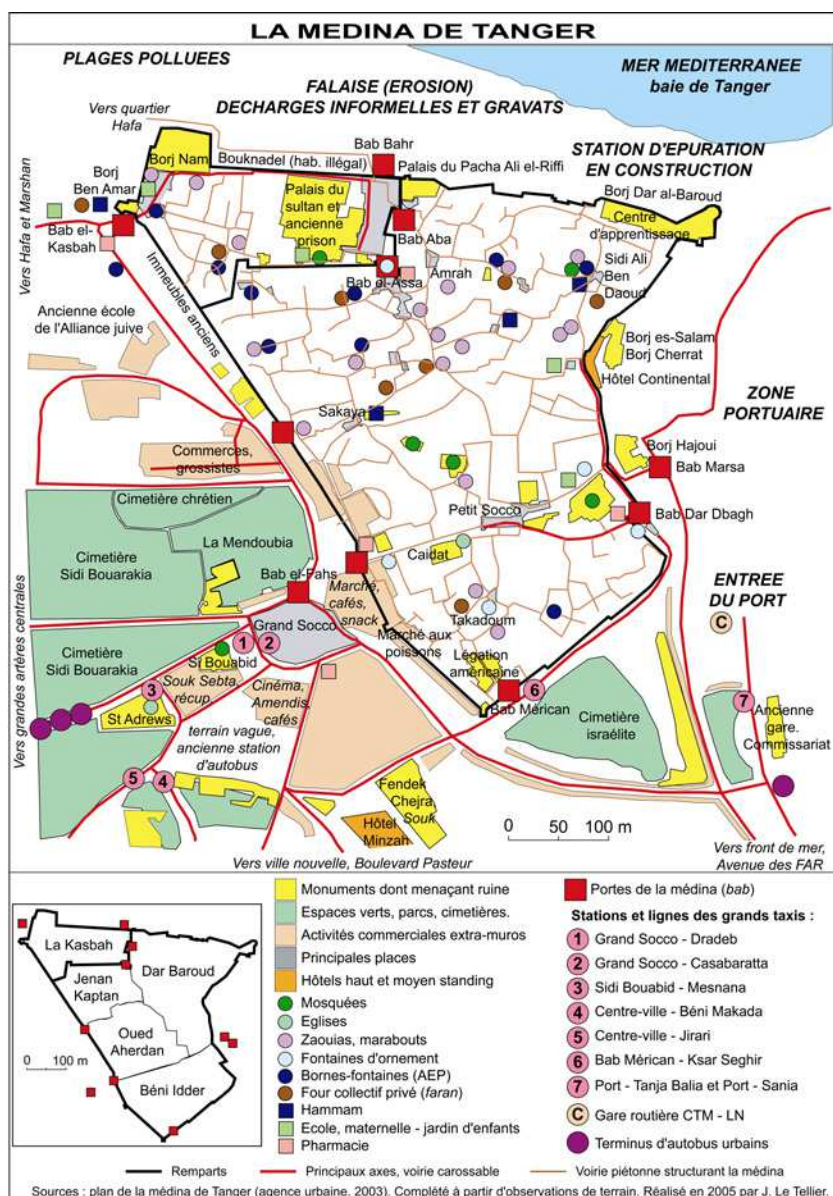 LA MEDINA DE TANGER
PLAGES POLLUEES
MER MEDITERRANEE
baie de Tanger
FALAISE (EROSION)
DECHARGES INFORMELLES ET GRAVATS
Vers quartier
Hafa
Bab Bahr
STATION D'EPURATION
EN CONSTRUCTION
Borj Nam
Bouknadel (hab. illégal)
Palais du Pacha Ali el-Riffi
Borj
Ben Amar
Borj Dar al-Baroud
Centre
d'apprentissage
Palais du
sultan et
ancienne
prison
Vers Hafa et Marshan
Bab el-
Kasbah
Bab Aba
Sidi Ali
Ben
Daoud
Amrah
Bab el-Assa
Immeubles anciens
Ancienne école
de l'Alliance juive
Borj es-Salam
Borj Cherrat
Hôtel Continental
ZONE
PORTUAIRE
Sakaya
Commerces,
grossistes
Borj Hajoui
Bab Marsa
Cimetière chrétien
Petit Socco
Bab Dar Dbagh
La Mendoubia
Cimetière
Sidi Bouarakia
Caidat
Bab el-Fahs
Marché,
cafés,
snack
ENTREE
DU PORT
Vers grandes artères centrales
Grand Socco
Takadoum
C
Cimetière
Sidi Bouarakia
1
2
Marché aux
poissons
Si Bouabid
Légation
américaine
Souk Sebta,
récup.
Cinéma,
Amendis,
cafés
3
6
Bab Mérican
Cimetière
israélite
7
Ancienne
gare.
Commissariat
St Adrews
terrain vague,
ancienne station
d'autobus
5
4
Fendek
Chejra
Souk
Hôtel
Minzah
0 50 100 m
Vers ville nouvelle, Boulevard Pasteur
Vers front de mer,
Avenue des FAR
La Kasbah
Dar Baroud
Jenan
Kaptan
Oued
Aherdan
0 100 m
Béni Idder
Monuments dont menaçant ruine
Espaces verts, parcs, cimetières.
Activités commerciales extra-muros
Principales places
Hôtels haut et moyen standing
Mosquées
Eglises
Zaouias, marabouts
Fontaines d'ornement
Bornes-fontaines (AEP)
Four collectif privé (faran)
Hammam
Ecole, maternelle - jardin d'enfants
Pharmacie
Portes de la médina (bab)
Stations et lignes des grands taxis :
1 Grand Socco - Dradeb
2 Grand Socco - Casabaratta
3 Sidi Bouabid - Mesnana
4 Centre-ville - Béni Makada
5 Centre-ville - Jirari
6 Bab Mérican - Ksar Seghir
7 Port - Tanja Balia et Port - Sania
C Gare routière CTM - LN
Terminus d'autobus urbains
Remparts
Principaux axes, voirie carossable
Voirie piétonne structurant la médina
Sources : plan de la médina de Tanger (agence urbaine, 2003). Complété à partir d'observations de terrain. Réalisé en 2005 par J. Le Tellier.